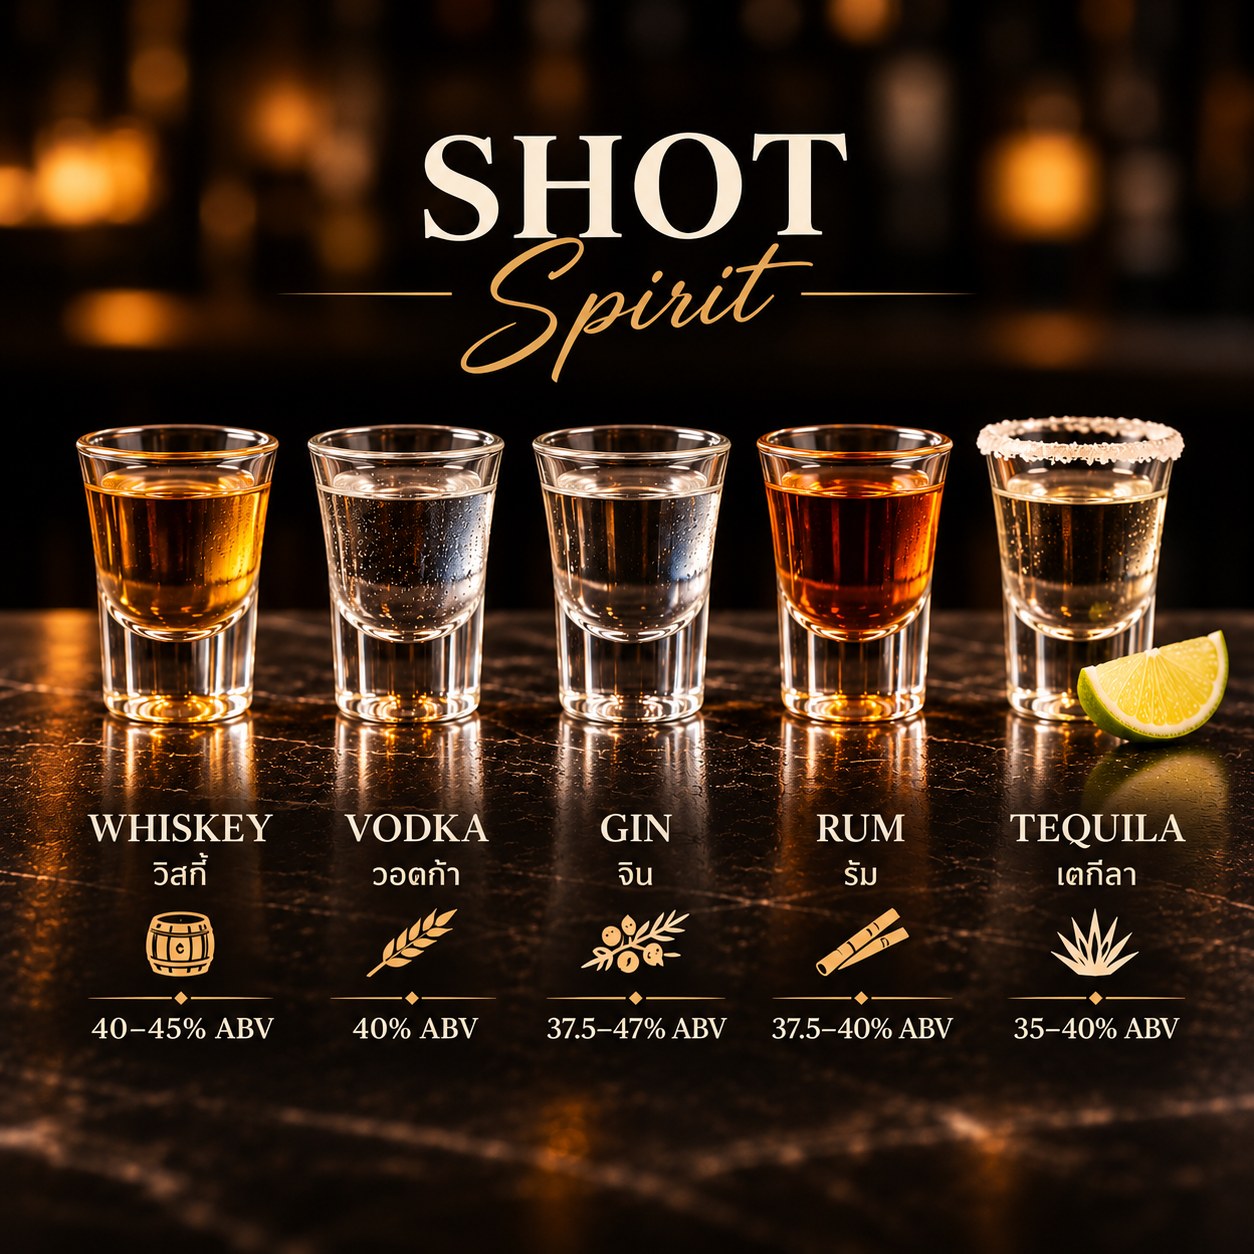 SHOT
Spirit
WHISKEY
วิสกี้
40–45% ABV
VODKA
วอดก้า
40% ABV
GIN
จิน
37.5–47% ABV
RUM
รัม
37.5–40% ABV
TEQUILA
เตกีลา
35–40% ABV